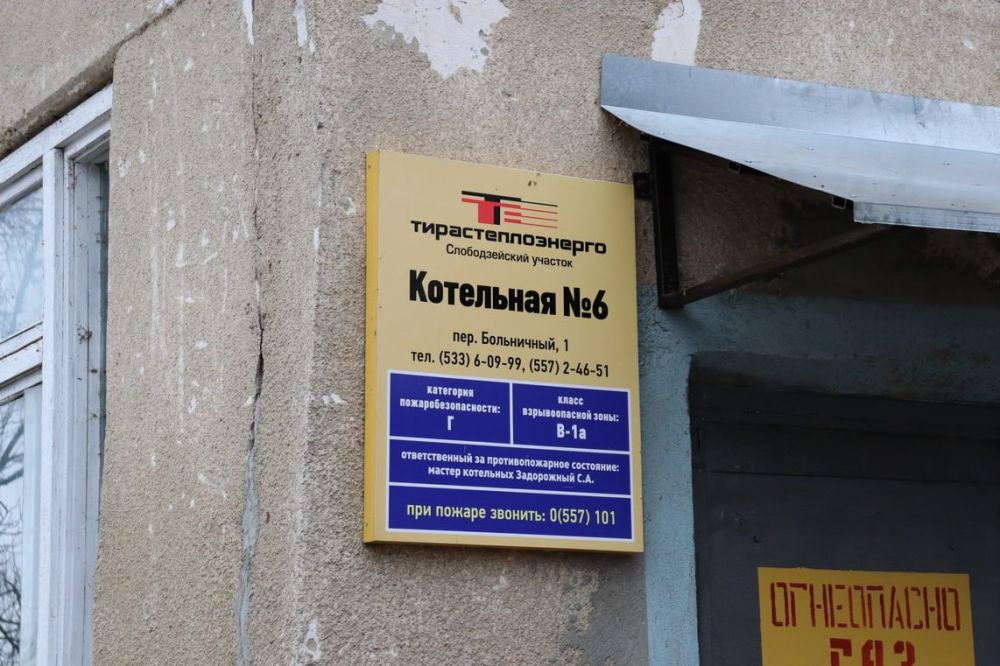 тирастеплоэнерго
Слободзейский участок
Котельная №6
пер. Больничный, 1
тел. (533) 6-09-99, (557) 2-46-51
категория
пожаробезопасности:
Г
класс
взрывоопасной зоны:
В-1а
ответственный за противопожарное состояние:
мастер котельных Задорожный С.А.
при пожаре звонить: 0(557) 101
ОГНЕОПАСНО
ГАЗ